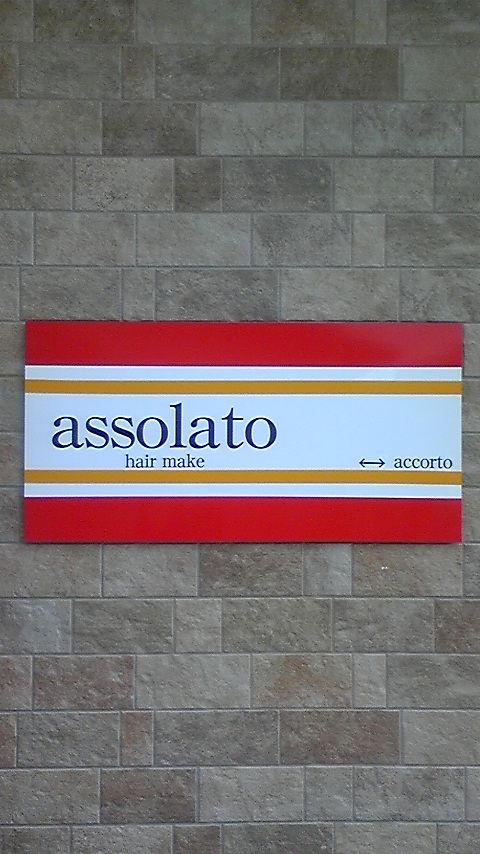 assolato
hair make
↔ accorto